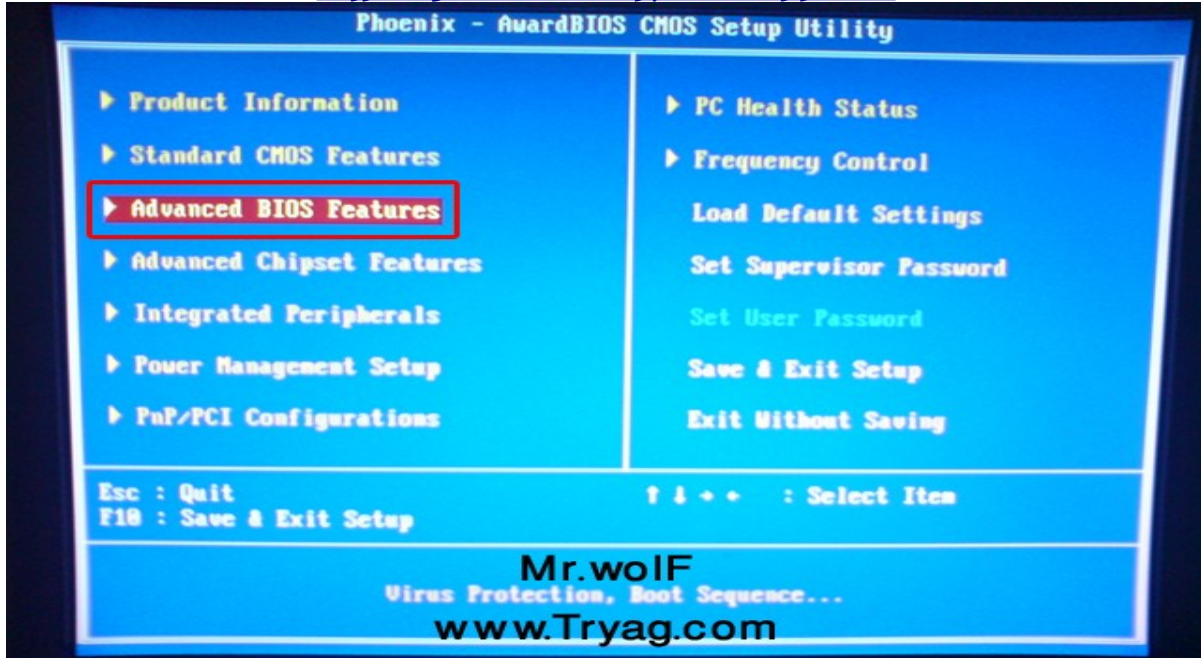 Phoenix - AwardBIOS CMOS Setup Utility
Product Information
Standard CMOS Features
Advanced BIOS Features
Advanced Chipset Features
Integrated Peripherals
Power Management Setup
PnP/PCI Configurations
PC Health Status
Frequency Control
Load Default Settings
Set Supervisor Password
Set User Password
Save & Exit Setup
Exit Without Saving
Esc : Quit
F10 : Save & Exit Setup
↑ ↓ → ← : Select Item
Mr.wolF
Virus Protection, Boot Sequence...
www.Tryag.com